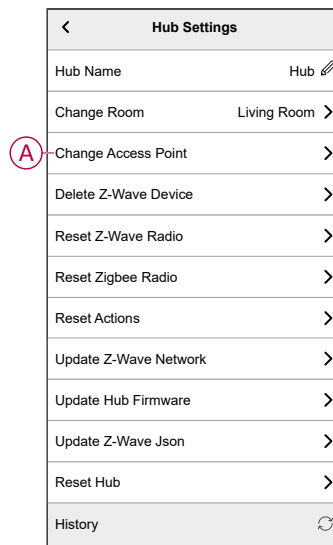 Hub Settings
Hub Name Hub
Change Room Living Room
A Change Access Point
Delete Z-Wave Device
Reset Z-Wave Radio
Reset Zigbee Radio
Reset Actions
Update Z-Wave Network
Update Hub Firmware
Update Z-Wave Json
Reset Hub
History